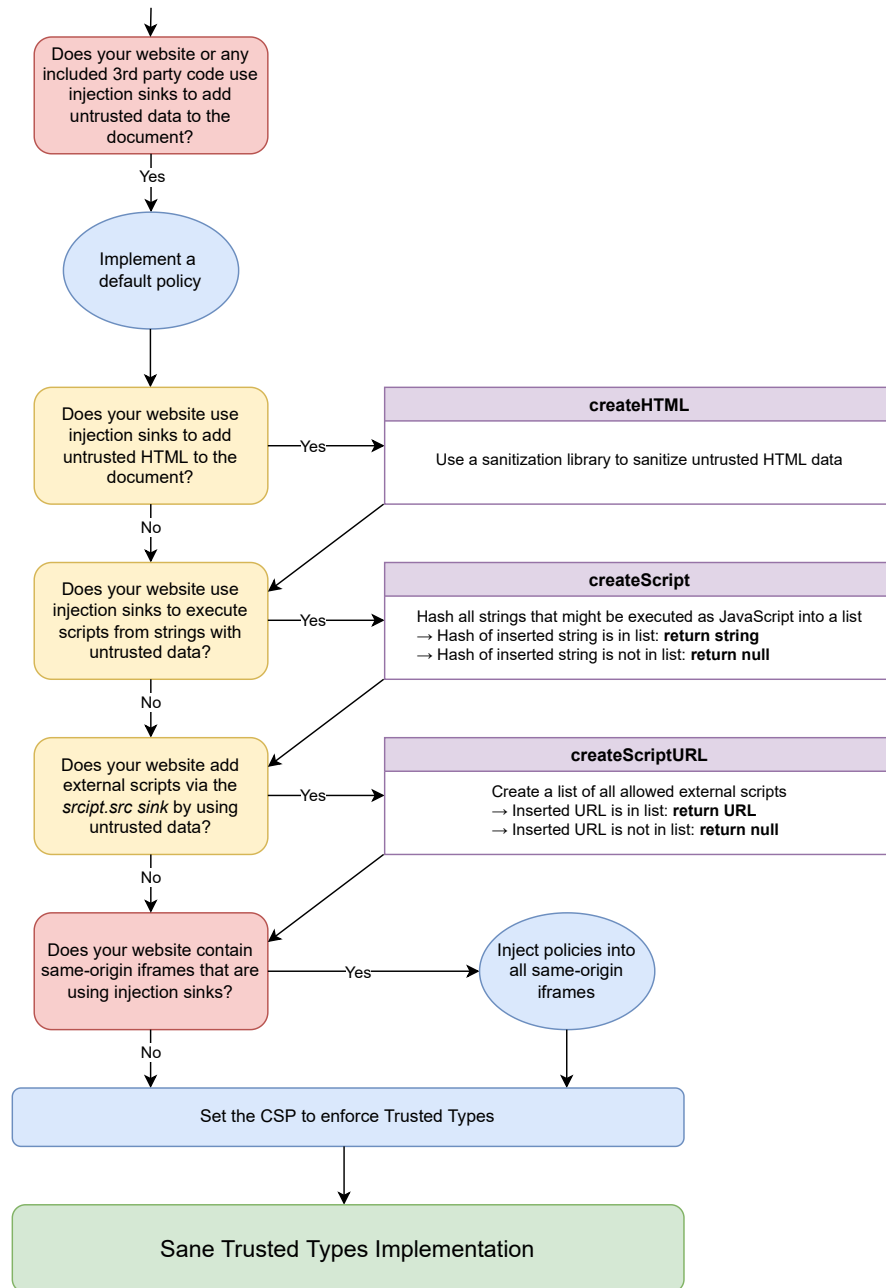 Does your website or any
included 3rd party code use
injection sinks to add
untrusted data to the
document?
Yes
Implement a
default policy
Does your website use
injection sinks to add
untrusted HTML to the
document?
Yes
createHTML
Use a sanitization library to sanitize untrusted HTML data
No
Does your website use
injection sinks to execute
scripts from strings with
untrusted data?
Yes
createScript
Hash all strings that might be executed as JavaScript into a list
→ Hash of inserted string is in list: return string
→ Hash of inserted string is not in list: return null
No
Does your website add
external scripts via the
srcipt.src sink by using
untrusted data?
Yes
createScriptURL
Create a list of all allowed external scripts
→ Inserted URL is in list: return URL
→ Inserted URL is not in list: return null
No
Does your website contain
same-origin iframes that are
using injection sinks?
Yes
Inject policies into
all same-origin
iframes
No
Set the CSP to enforce Trusted Types
Sane Trusted Types Implementation